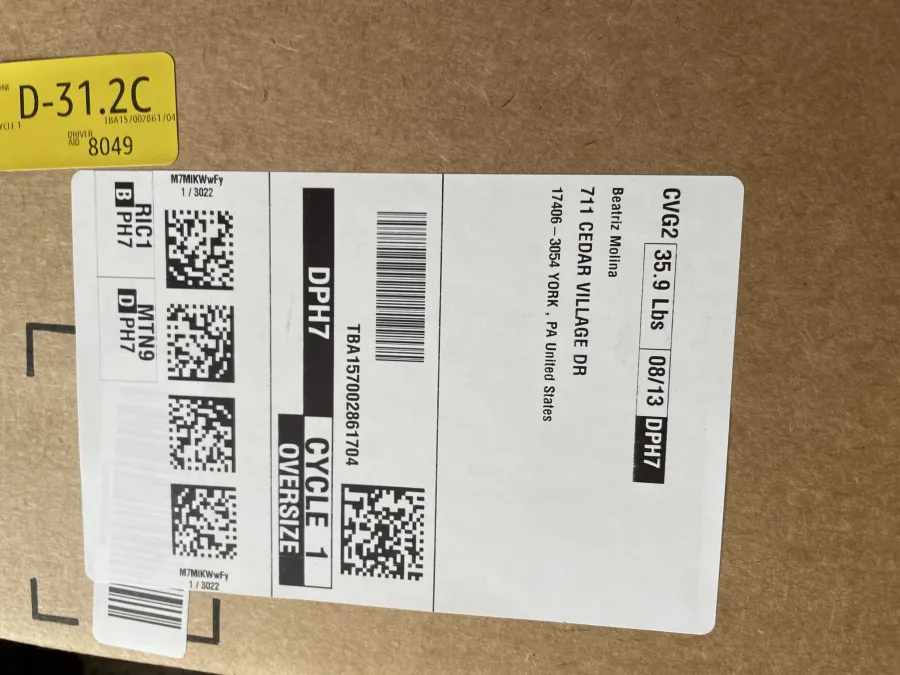 D-31.2C
TBA157002861704
CYCLE 1
DRIVER
AID
8049
CVG2 35.9 Lbs 08/13 DPH7
Beatriz Molina
711 CEDAR VILLAGE DR
17406-3054 YORK , PA United States
TBA157002861704
DPH7
CYCLE 1
OVERSIZE
M7MIKWwFy
1 / 3022
M7MIKWwFy
1 / 3022
RIC1
B PH7
MTN9
D PH7